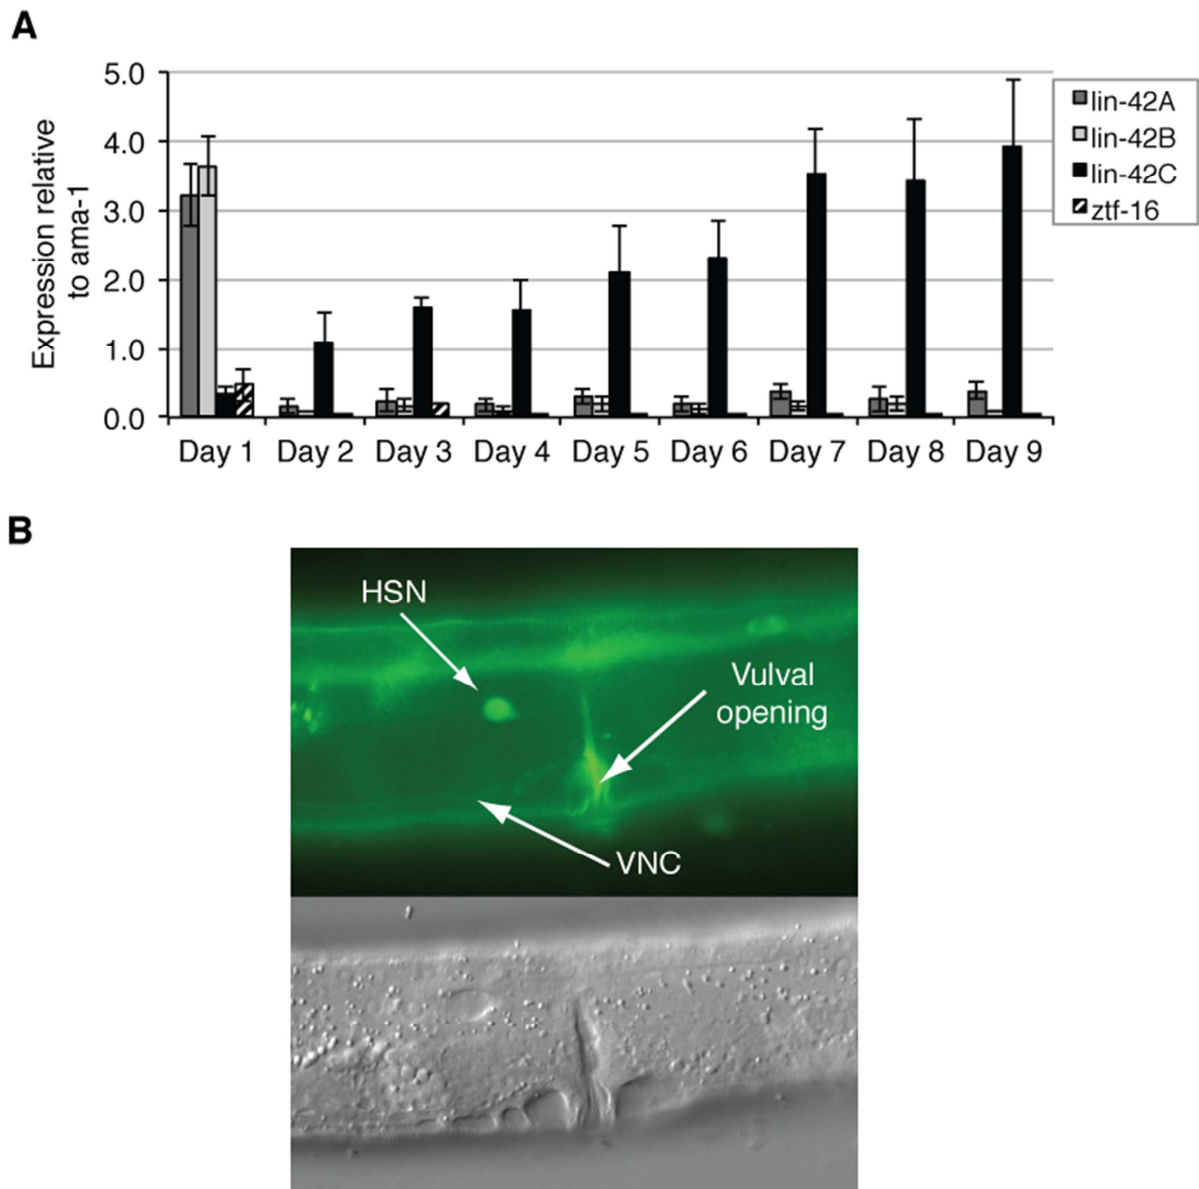 A
Expression relative
to ama-1
5.0
4.0
3.0
2.0
1.0
0.0
Day 1 Day 2 Day 3 Day 4 Day 5 Day 6 Day 7 Day 8 Day 9
lin-42A
lin-42B
lin-42C
ztf-16
B
HSN
Vulval
opening
VNC